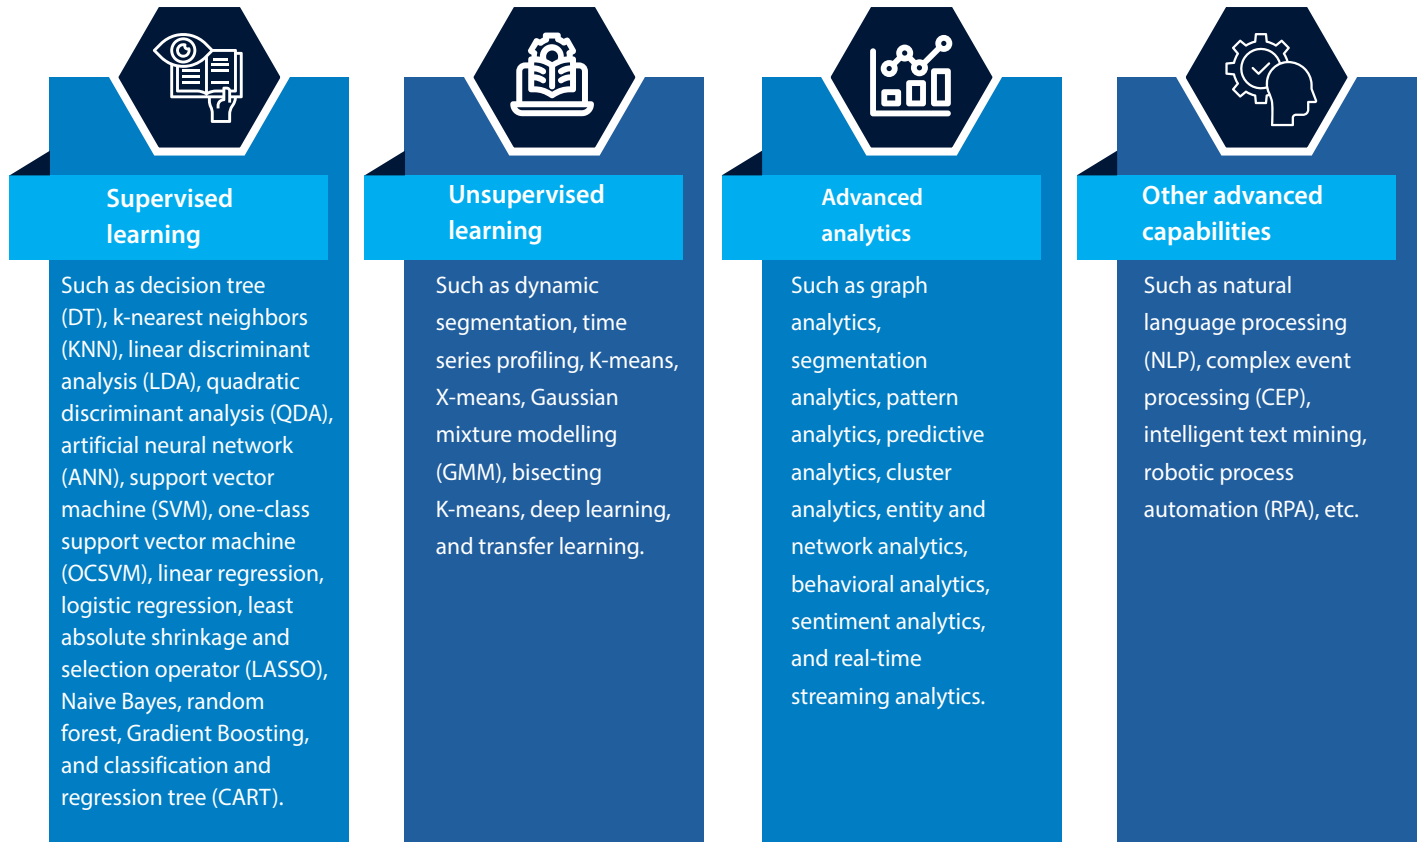 Supervised
learning
Such as decision tree
(DT), k-nearest neighbors
(KNN), linear discriminant
analysis (LDA), quadratic
discriminant analysis (QDA),
artificial neural network
(ANN), support vector
machine (SVM), one-class
support vector machine
(OCSVM), linear regression,
logistic regression, least
absolute shrinkage and
selection operator (LASSO),
Naive Bayes, random
forest, Gradient Boosting,
and classification and
regression tree (CART).
Unsupervised
learning
Such as dynamic
segmentation, time
series profiling, K-means,
X-means, Gaussian
mixture modelling
(GMM), bisecting
K-means, deep learning,
and transfer learning.
Advanced
analytics
Such as graph
analytics,
segmentation
analytics, pattern
analytics, predictive
analytics, cluster
analytics, entity and
network analytics,
behavioral analytics,
sentiment analytics,
and real-time
streaming analytics.
Other advanced
capabilities
Such as natural
language processing
(NLP), complex event
processing (CEP),
intelligent text mining,
robotic process
automation (RPA), etc.